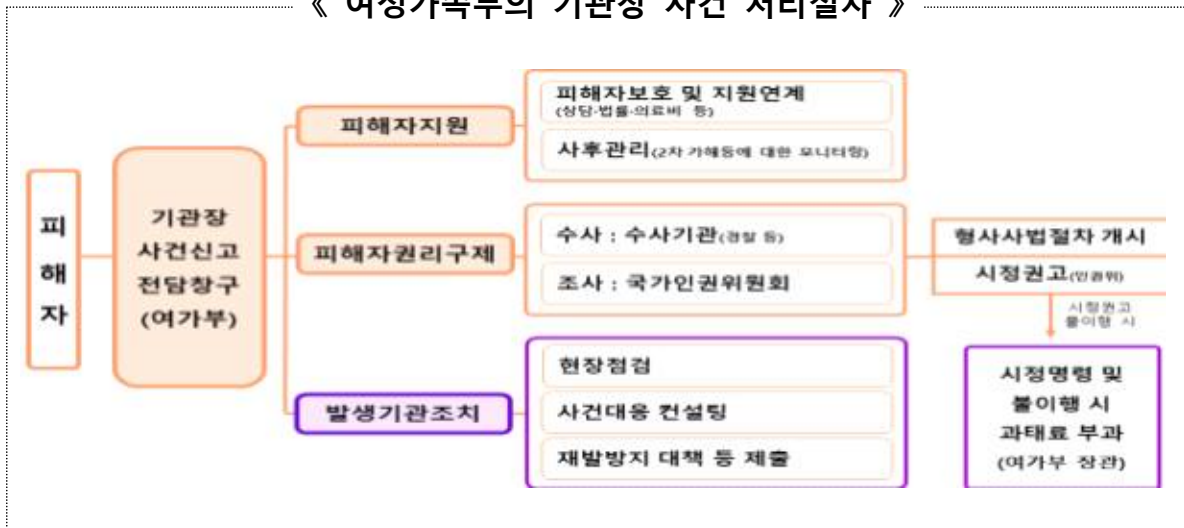 《 여성가족부의 기관장 사건 처리절차 》
피해자
기관장
사건신고
전담창구
(여가부)
피해자지원
피해자보호 및 지원연계
(상담·법률·의료비 등)
사후관리(2차 가해등에 대한 모니터링)
피해자권리구제
수사 : 수사기관(경찰 등)
조사 : 국가인권위원회
형사사법절차 개시
시정권고(인권위)
시정권고
불이행 시
시정명령 및
불이행 시
과태료 부과
(여가부 장관)
발생기관조치
현장점검
사건대응 컨설팅
재발방지 대책 등 제출